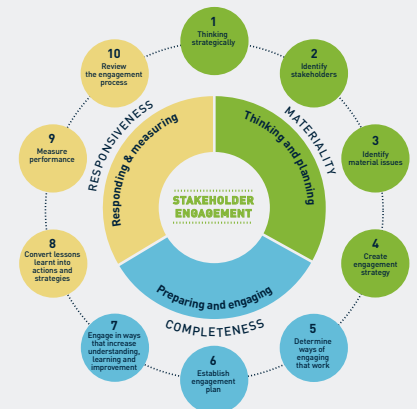 1
Thinking
strategically
2
Identify
stakeholders
3
Identify
material issues
4
Create
engagement
strategy
5
Determine
ways of
engaging
that work
6
Establish
engagement
plan
7
Engage in ways
that increase
understanding,
learning and
improvement
8
Convert lessons
learnt into
actions and
strategies
9
Measure
performance
10
Review
the engagement
process
RESPONSIVENESS
MATERIALITY
COMPLETENESS
Responding & measuring
Thinking and planning
Preparing and engaging
STAKEHOLDER
ENGAGEMENT